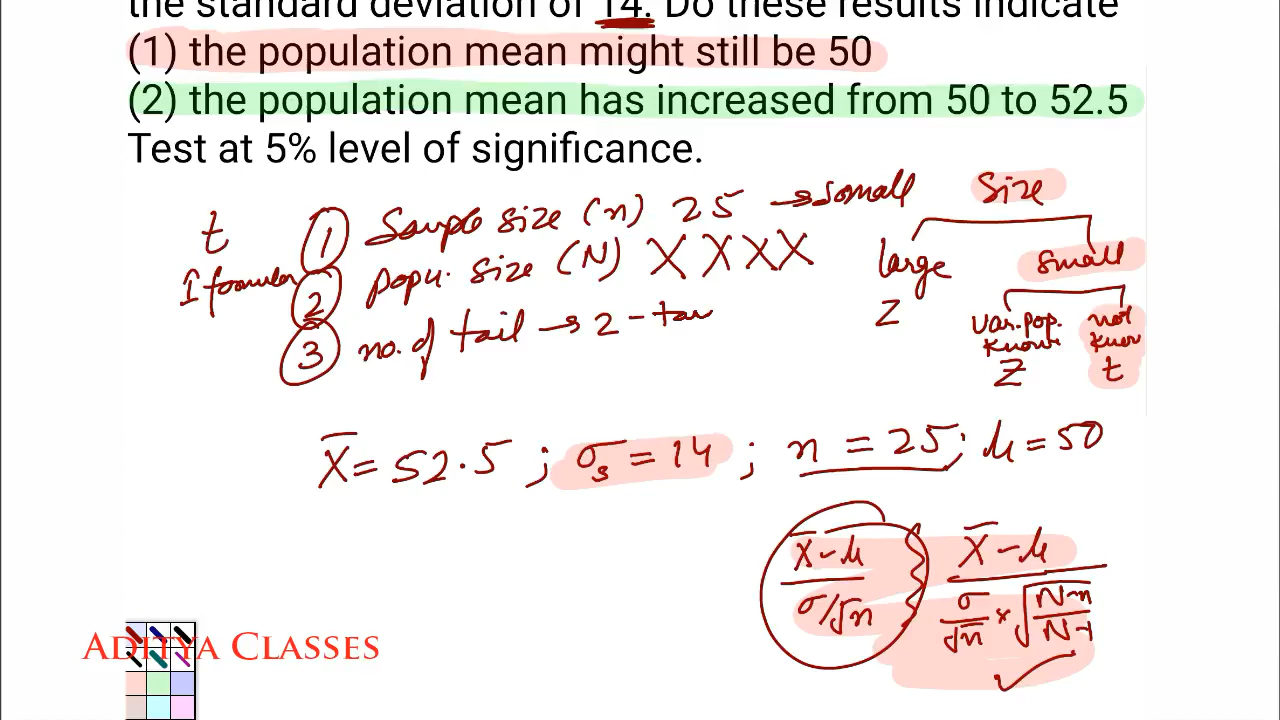 the standard deviation of 14. Do these results indicate
(1) the population mean might still be 50
(2) the population mean has increased from 50 to 52.5
Test at 5% level of significance.
t
1 formula
① Sample size (n) 25 → small
② popu. size (N) X X X X
③ no. of tail → 2 - tail
Size
large small
Z
var. pop. known not known
Z t
X̄ = 52.5 ; σs = 14 ; n = 25 ; μ = 50
X̄ - μ
σ/√n
X̄ - μ
σ/√n × √N-n/N-1
ADITYA CLASSES